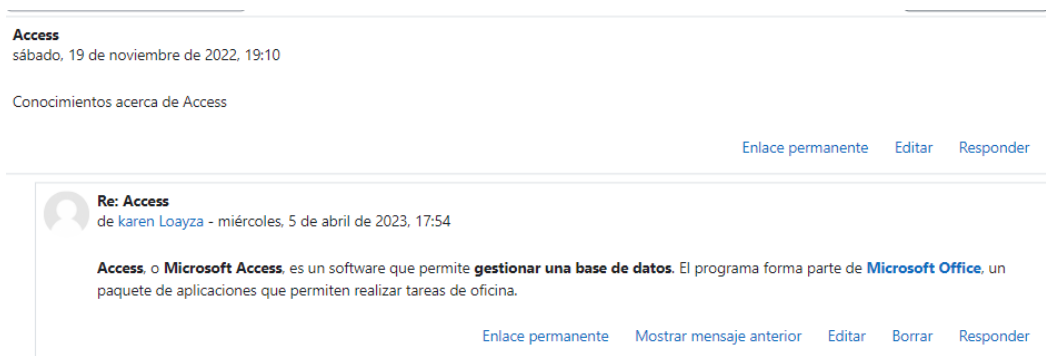 Access
sábado, 19 de noviembre de 2022, 19:10
Conocimientos acerca de Access
Enlace permanente Editar Responder
Re: Access
de karen Loayza - miércoles, 5 de abril de 2023, 17:54
Access, o Microsoft Access, es un software que permite gestionar una base de datos. El programa forma parte de Microsoft Office, un
paquete de aplicaciones que permiten realizar tareas de oficina.
Enlace permanente Mostrar mensaje anterior Editar Borrar Responder